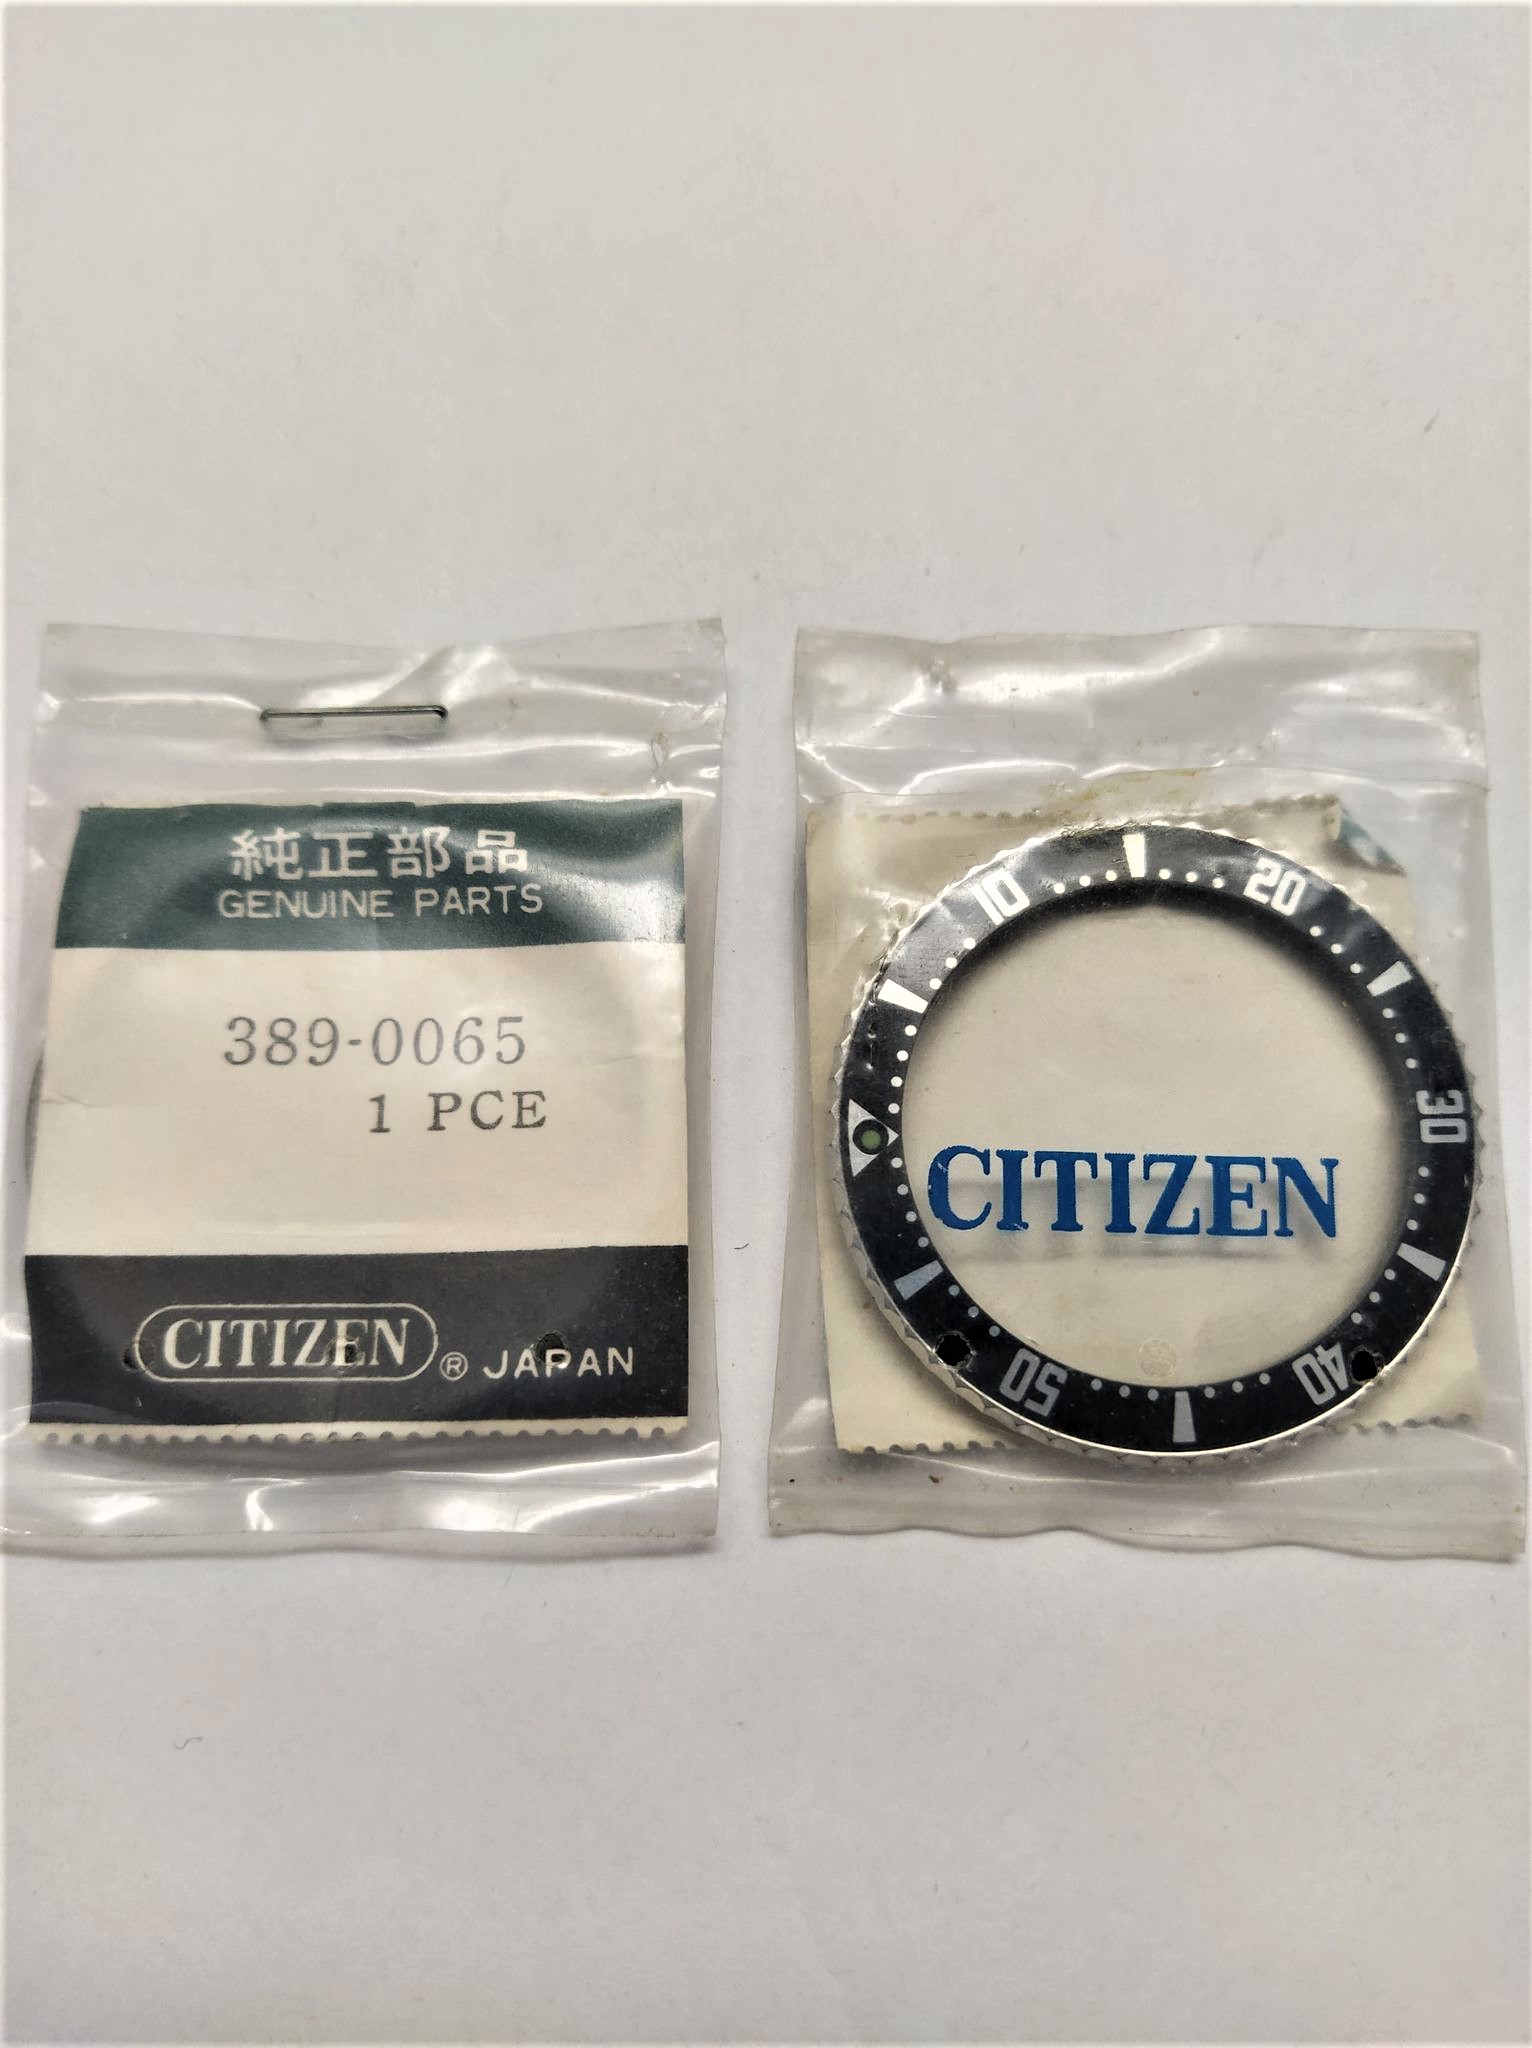 純正部品
GENUINE PARTS
389-0065
1 PCE
CITIZEN ® JAPAN
10
20
30
40
50
CITIZEN